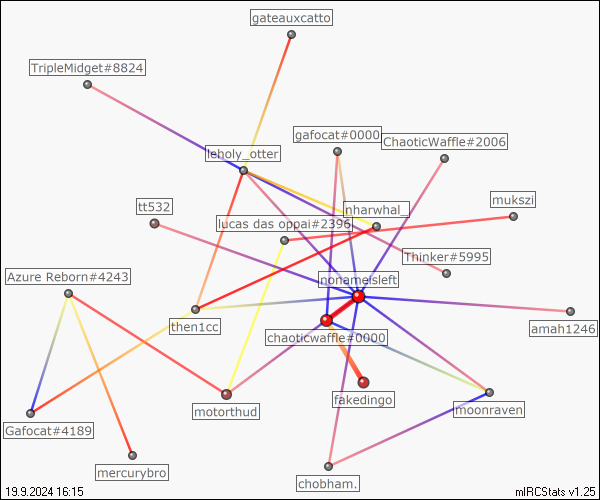 gateauxcatto
TripleMidget#8824
gafocat#0000
ChaoticWaffle#2006
leholy_otter
mukszi
tt532
nharwhal_
lucas das oppai#2396
Thinker#5995
Azure Reborn#4243
nonameisleft
then1cc
chaoticwaffle#0000
amah1246
fakedingo
motorthud
moonraven
Gafocat#4189
mercurybro
chobham.
19.9.2024 16:15
mIRCStats v1.25